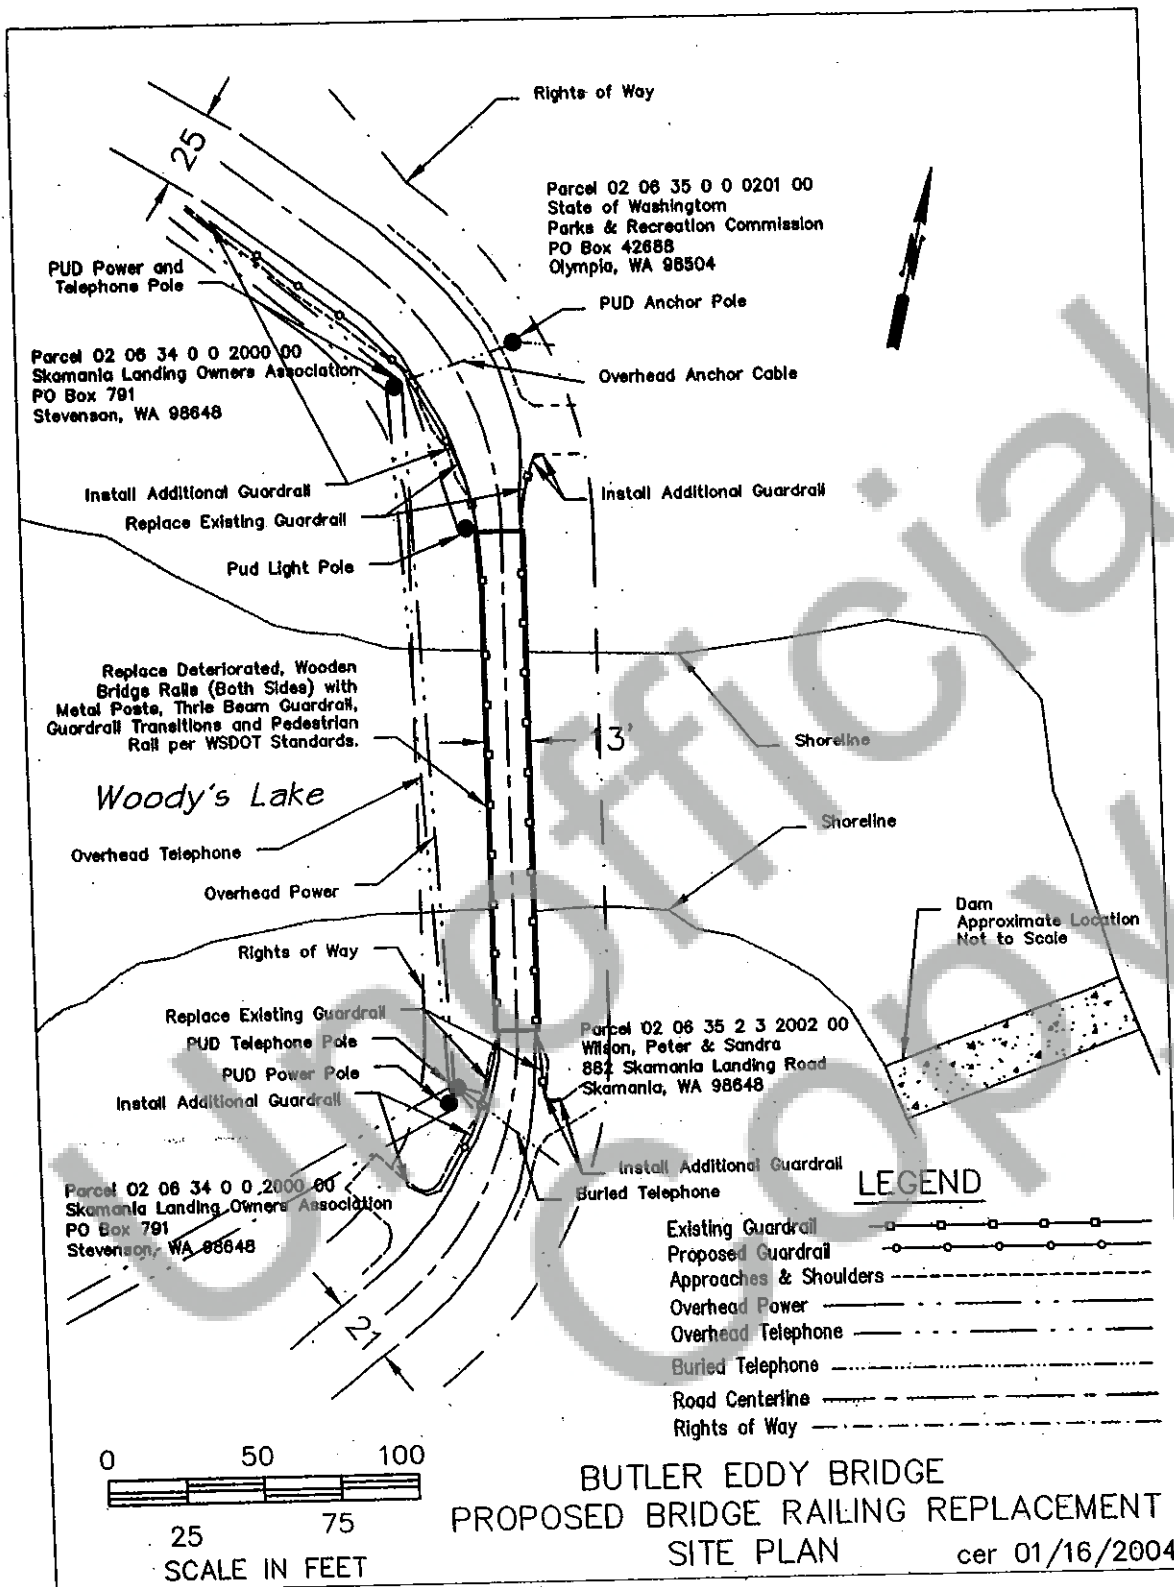 Rights of Way
25
Parcel 02 06 35 0 0 0201 00
State of Washingtom
Parks & Recreation Commission
PO Box 42688
Olympia, WA 98504
PUD Power and
Telephone Pole
PUD Anchor Pole
Parcel 02 06 34 0 0 2000 00
Skamania Landing Owners Association
PO Box 791
Stevenson, WA 98648
Overhead Anchor Cable
Install Additional Guardrail
Install Additional Guardrail
Replace Existing Guardrail
Pud Light Pole
Replace Deteriorated, Wooden
Bridge Rails (Both Sides) with
Metal Posts, Thrie Beam Guardrail,
Guardrail Transitions and Pedestrian
Rail per WSDOT Standards.
13'
Shoreline
Woody's Lake
Shoreline
Overhead Telephone
Overhead Power
Dam
Approximate Location
Not to Scale
Rights of Way
Replace Existing Guardrail
PUD Telephone Pole
PUD Power Pole
Install Additional Guardrail
Parcel 02 06 35 2 3 2002 00
Wilson, Peter & Sandra
882 Skamania Landing Road
Skamania, WA 98648
Install Additional Guardrail
Buried Telephone
Parcel 02 06 34 0 0 2000 00
Skamania Landing Owners Association
PO Box 791
Stevenson, WA 98648
21
LEGEND
Existing Guardrail
Proposed Guardrail
Approaches & Shoulders
Overhead Power
Overhead Telephone
Buried Telephone
Road Centerline
Rights of Way
0 50 100
25 75
SCALE IN FEET
BUTLER EDDY BRIDGE
PROPOSED BRIDGE RAILING REPLACEMENT
SITE PLAN cer 01/16/2004
Unofficial
Copy